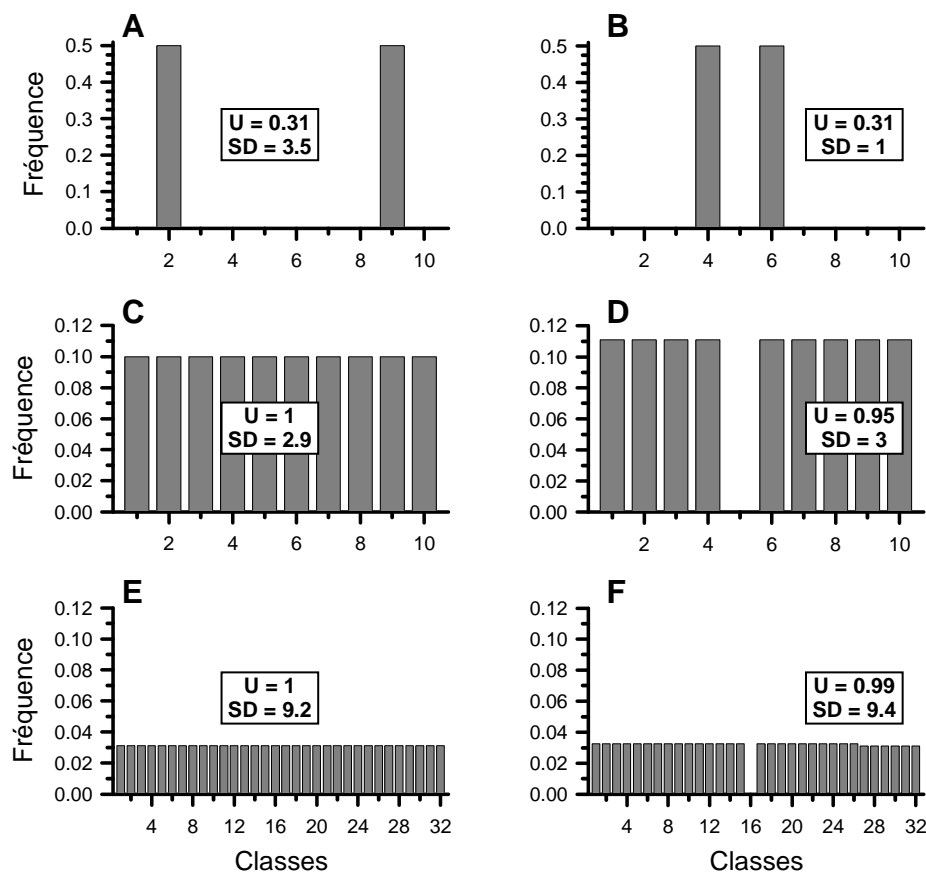 A
Fréquence
0.5
0.4
0.3
0.2
0.1
0.0
U = 0.31
SD = 3.5
2 4 6 8 10
B
0.5
0.4
0.3
0.2
0.1
0.0
U = 0.31
SD = 1
2 4 6 8 10
C
Fréquence
0.12
0.10
0.08
0.06
0.04
0.02
0.00
U = 1
SD = 2.9
2 4 6 8 10
D
0.12
0.10
0.08
0.06
0.04
0.02
0.00
U = 0.95
SD = 3
2 4 6 8 10
E
Fréquence
0.12
0.10
0.08
0.06
0.04
0.02
0.00
U = 1
SD = 9.2
4 8 12 16 20 24 28 32
Classes
F
0.12
0.10
0.08
0.06
0.04
0.02
0.00
U = 0.99
SD = 9.4
4 8 12 16 20 24 28 32
Classes